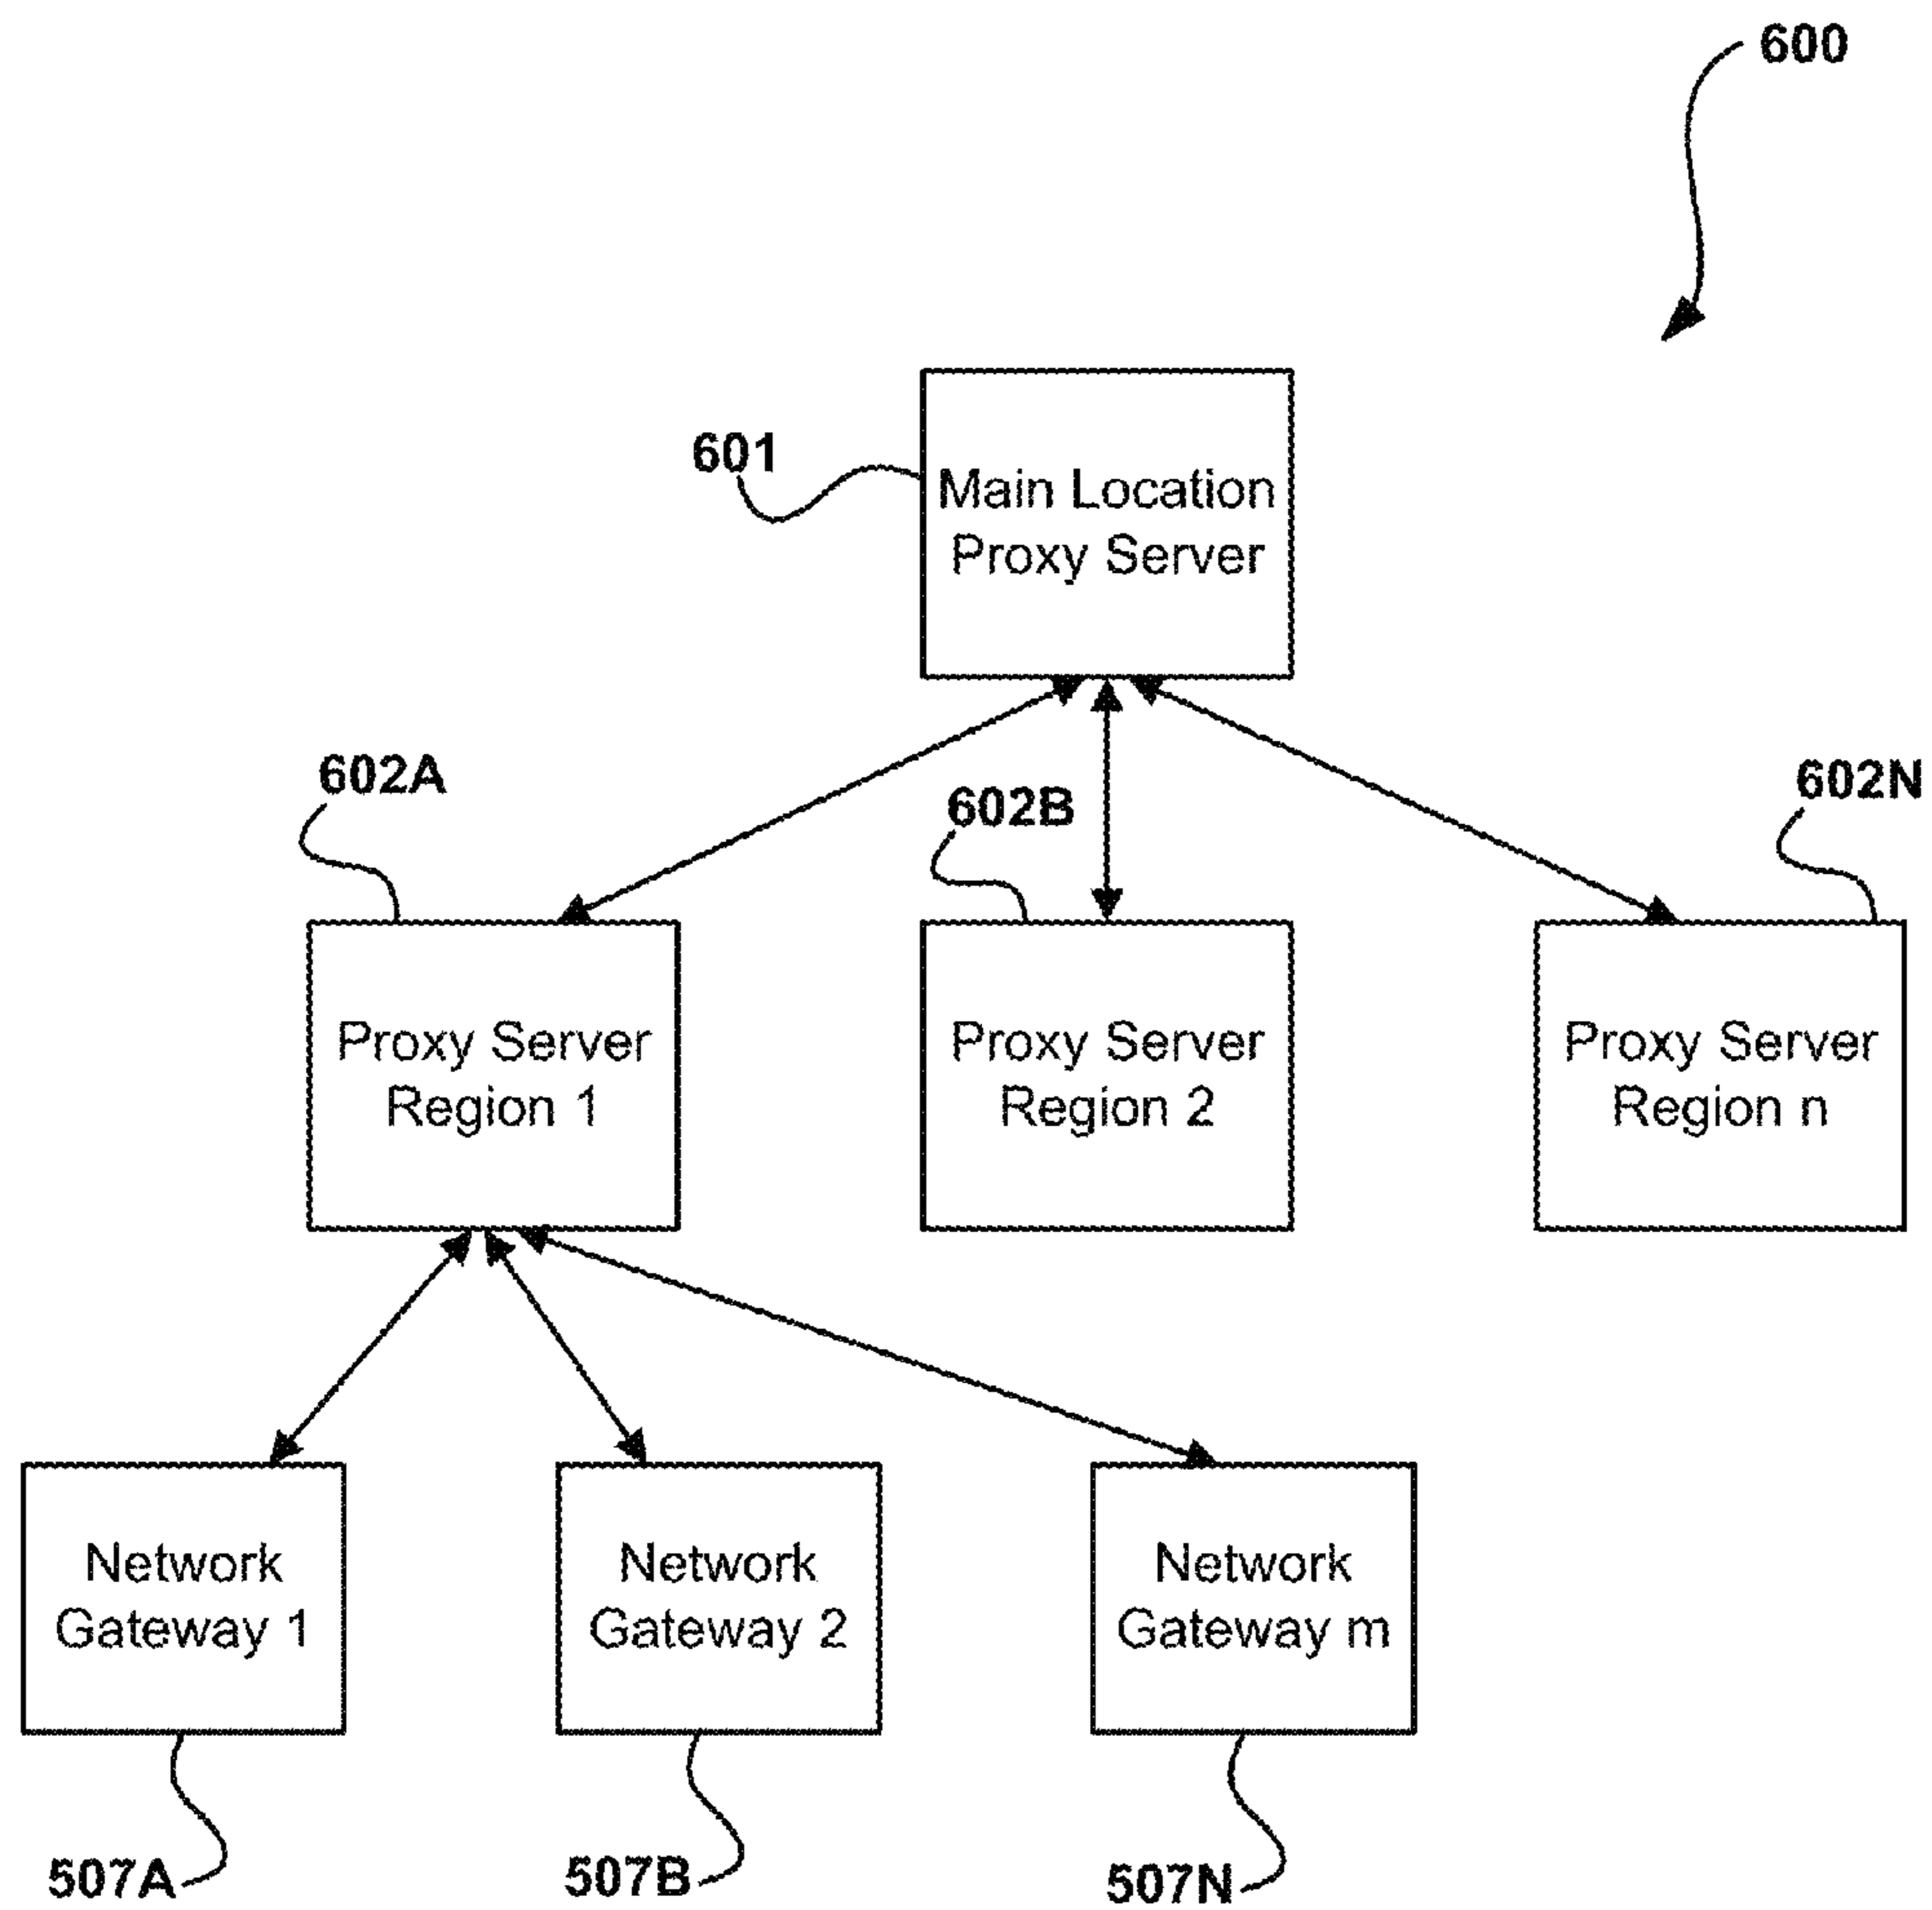 600
601
Main Location
Proxy Server
602A
602B
602N
Proxy Server
Region 1
Proxy Server
Region 2
Proxy Server
Region n
Network
Gateway 1
Network
Gateway 2
Network
Gateway m
507A
507B
507N